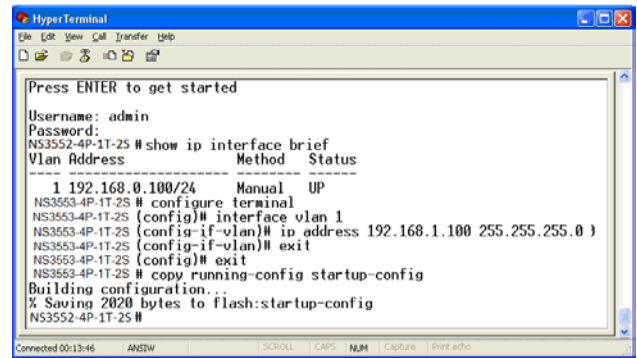 HyperTerminal
File Edit View Call Transfer Help
Press ENTER to get started
Username: admin
Password:
NS3552-4P-1T-2S # show ip interface brief
Vlan Address Method Status
---- -------------------- -------- ------
1 192.168.0.100/24 Manual UP
NS3553-4P-1T-2S # configure terminal
NS3553-4P-1T-2S (config)# interface vlan 1
NS3553-4P-1T-2S (config-if-vlan)# ip address 192.168.1.100 255.255.255.0 }
NS3553-4P-1T-2S (config-if-vlan)# exit
NS3553-4P-1T-2S (config)# exit
NS3553-4P-1T-2S # copy running-config startup-config
Building configuration...
% Saving 2020 bytes to flash:startup-config
NS3552-4P-1T-2S #
Connected 00:13:46 ANSIW SCROLL CAPS NUM Capture Print echo